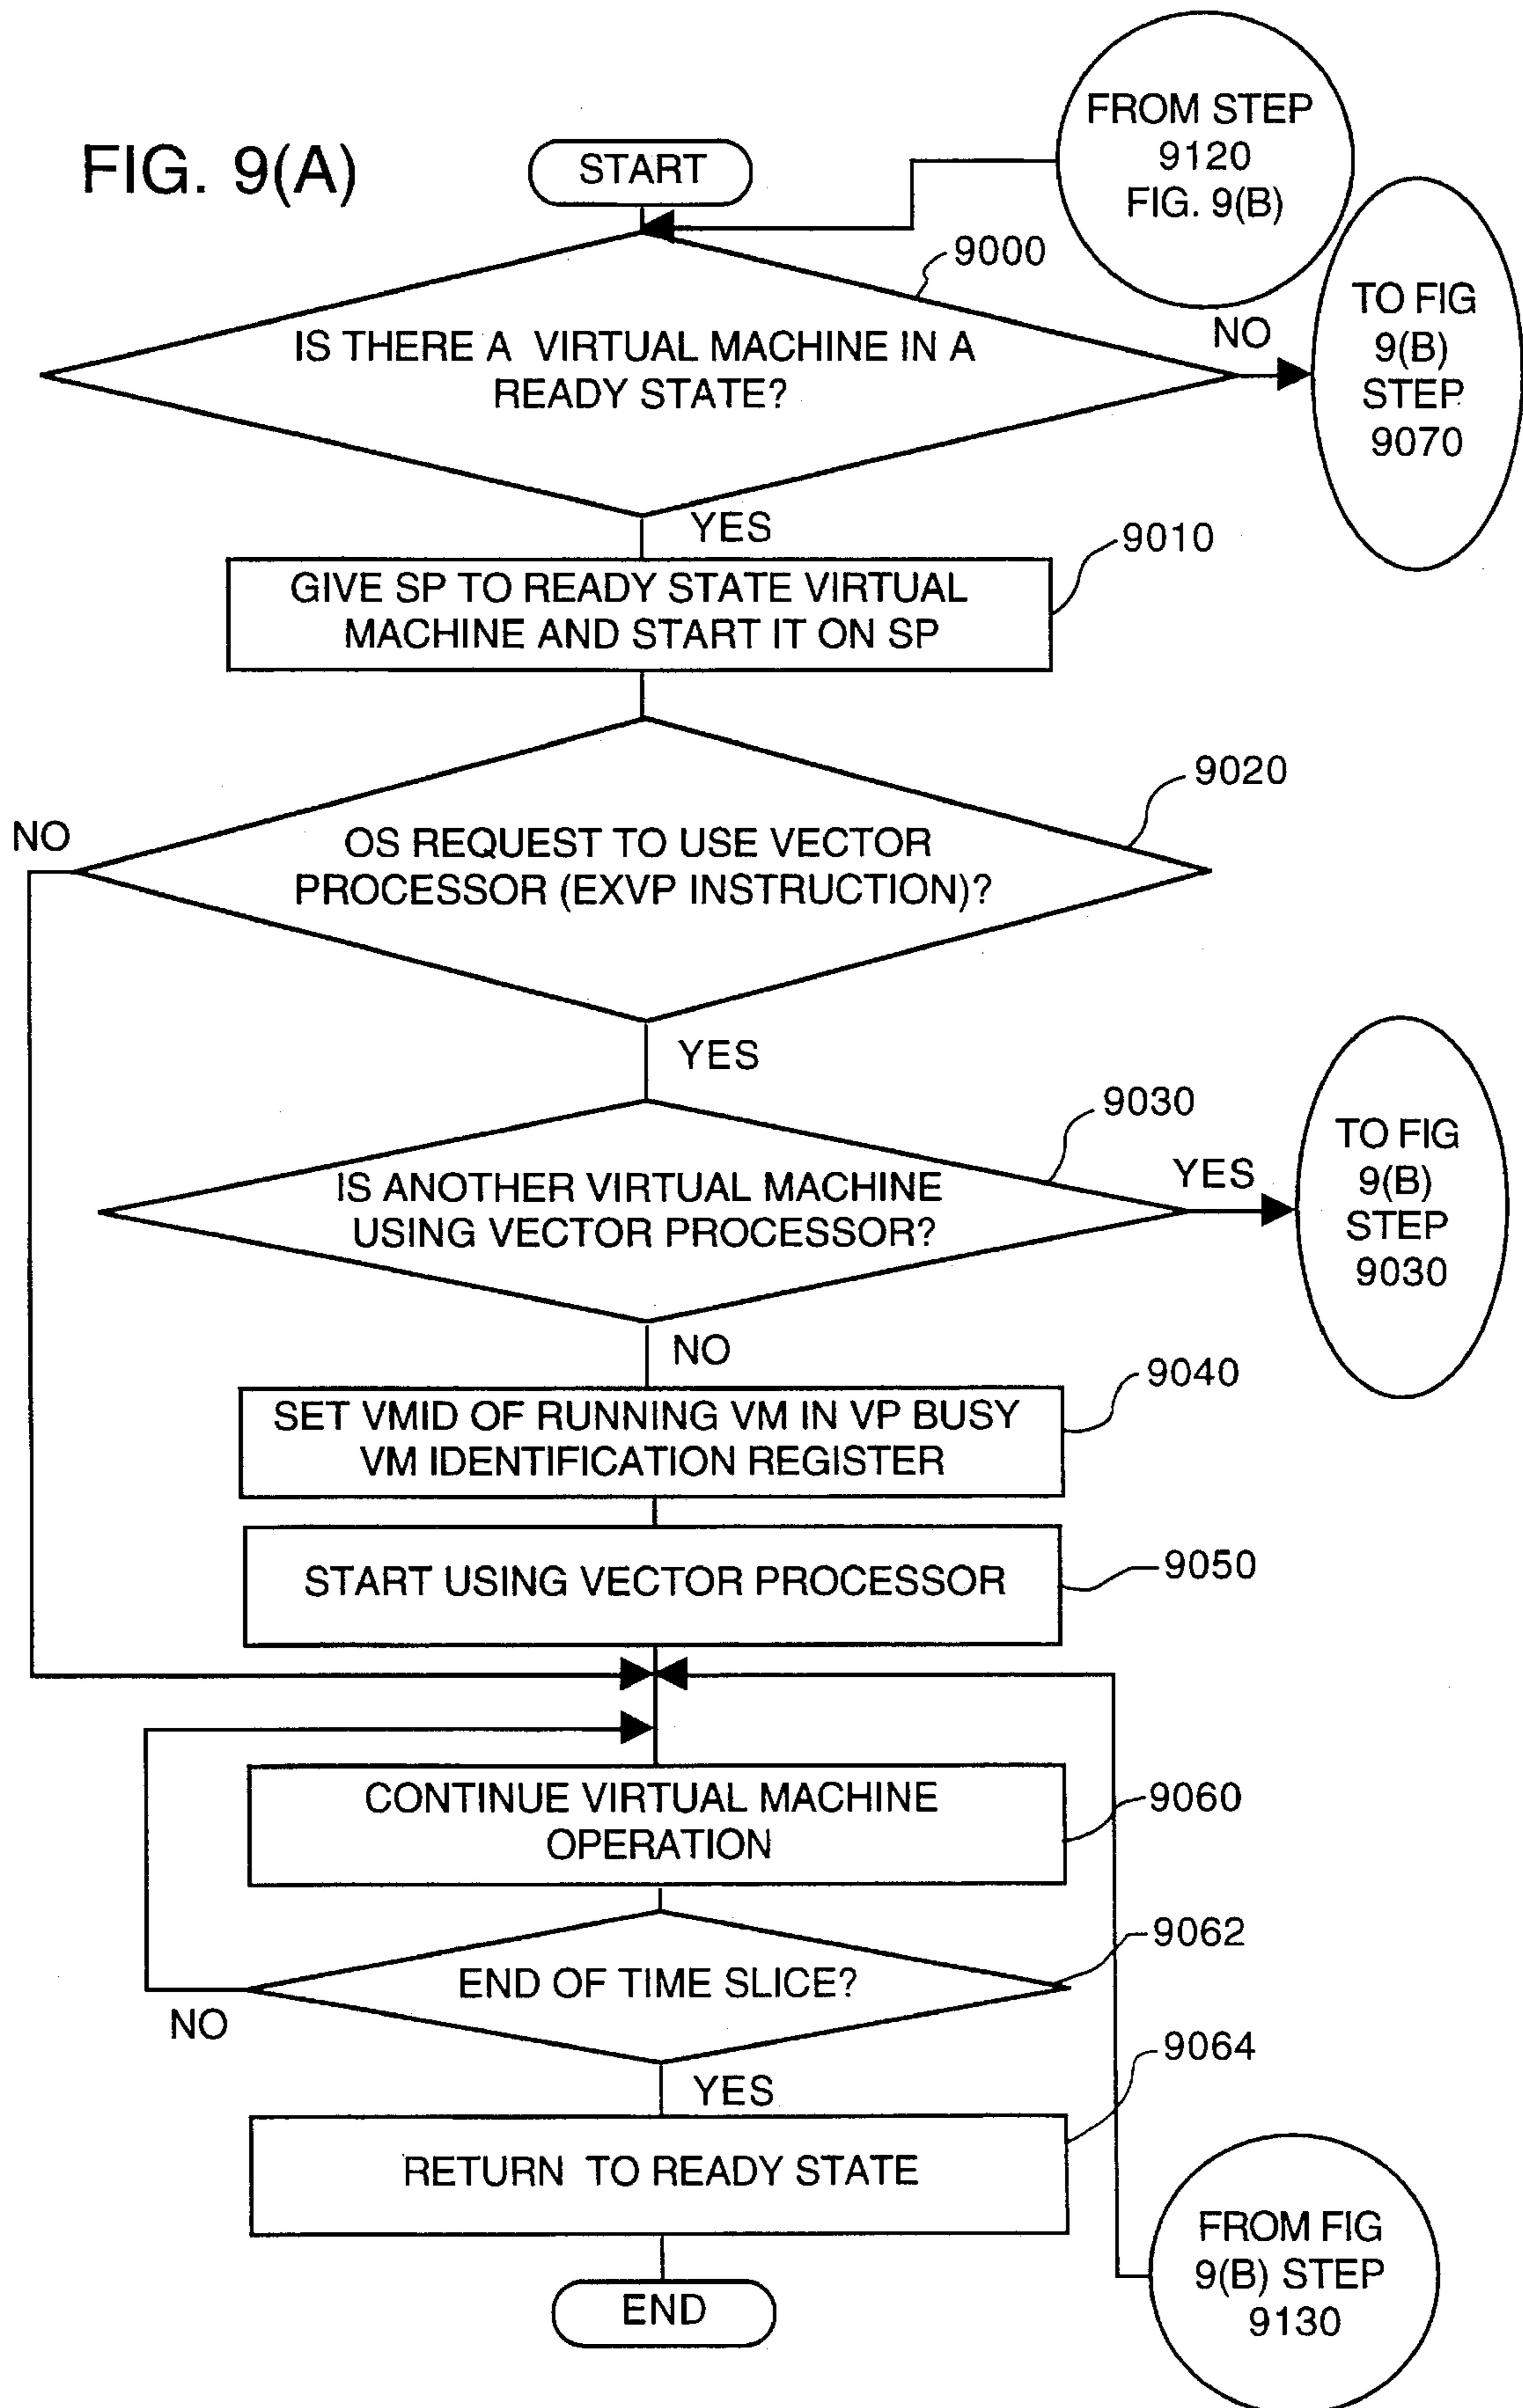 FIG. 9(A)
START
FROM STEP
9120
FIG. 9(B)
9000
IS THERE A VIRTUAL MACHINE IN A
READY STATE?
NO
TO FIG
9(B)
STEP
9070
YES
9010
GIVE SP TO READY STATE VIRTUAL
MACHINE AND START IT ON SP
9020
NO
OS REQUEST TO USE VECTOR
PROCESSOR (EXVP INSTRUCTION)?
YES
9030
IS ANOTHER VIRTUAL MACHINE
USING VECTOR PROCESSOR?
YES
TO FIG
9(B)
STEP
9030
NO
9040
SET VMID OF RUNNING VM IN VP BUSY
VM IDENTIFICATION REGISTER
9050
START USING VECTOR PROCESSOR
CONTINUE VIRTUAL MACHINE
OPERATION
9060
9062
END OF TIME SLICE?
NO
9064
YES
RETURN TO READY STATE
FROM FIG
9(B) STEP
9130
END